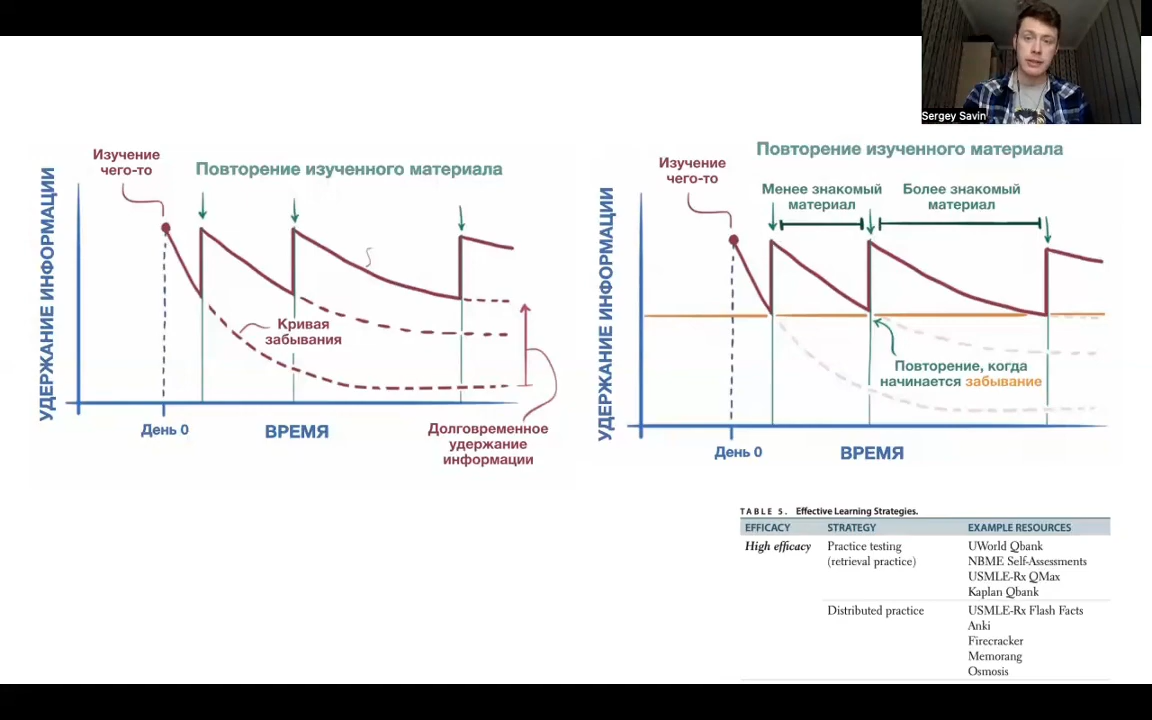 Sergey Savin
Изучение
чего-то
Повторение изученного материала
УДЕРЖАНИЕ ИНФОРМАЦИИ
Кривая
забывания
День 0
ВРЕМЯ
Долговременное
удержание
информации
Повторение изученного материала
Изучение
чего-то
Менее знакомый
материал
Более знакомый
материал
УДЕРЖАНИЕ ИНФОРМАЦИИ
Повторение, когда
начинается забывание
День 0
ВРЕМЯ
TABLE 5. Effective Learning Strategies.
EFFICACY STRATEGY EXAMPLE RESOURCES
High efficacy Practice testing UWorld Qbank
(retrieval practice) NBME Self-Assessments
USMLE-Rx QMax
Kaplan Qbank
Distributed practice USMLE-Rx Flash Facts
Anki
Firecracker
Memorang
Osmosis